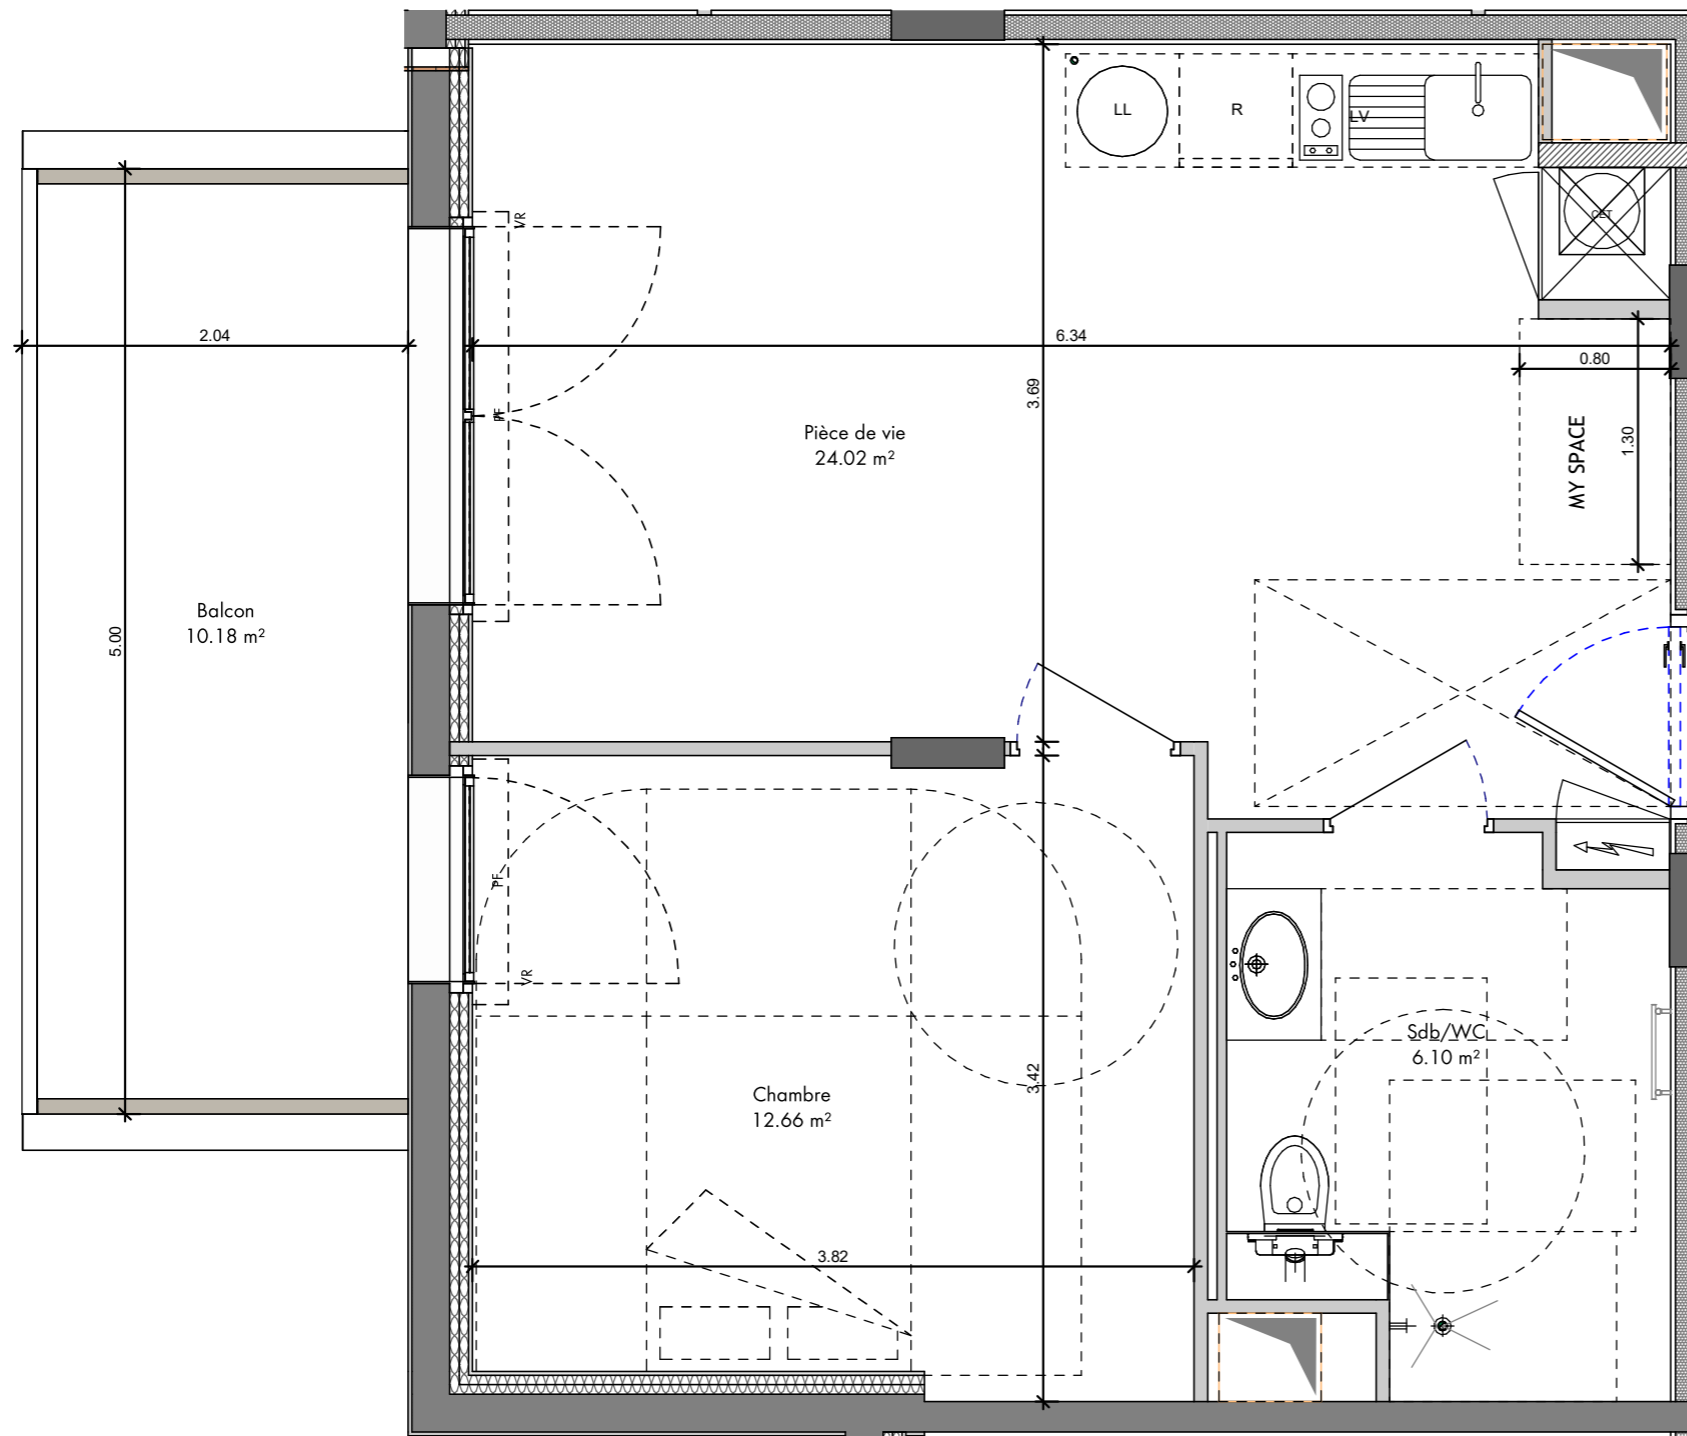 LL
R
LV
CET
VR
2.04
6.34
0.80
3.69
PF
Pièce de vie
24.02 m²
MY SPACE
1.30
Balcon
10.18 m²
5.00
PF
VR
Sdb/WC
6.10 m²
Chambre
12.66 m²
3.42
3.82